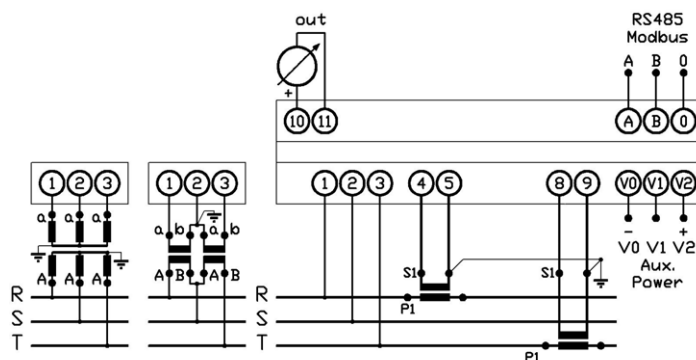 out
RS485
Modbus
A B 0
+
10 11 A B 0
1 2 3 1 2 3 1 2 3 4 5 8 9 V0 V1 V2
a a a a b a b
- +
V0 V1 V2
Aux.
Power
S1 S1
A A A A B A B
R
P1
S
T
P1